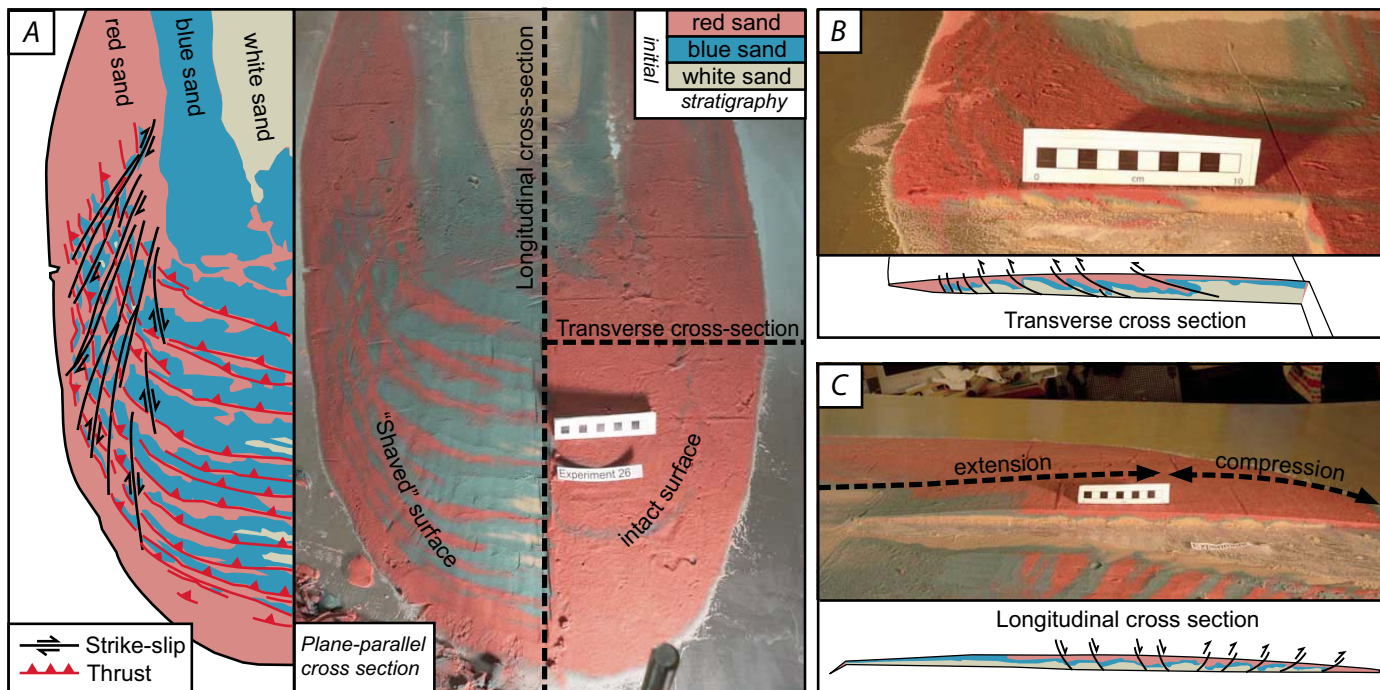 A
red sand
blue sand
white sand
Strike-slip
Thrust
Longitudinal cross-section
red sand
blue sand
white sand
initial
stratigraphy
Transverse cross-section
Experiment 26
"Shaved" surface
intact surface
Plane-parallel
cross section
B
0 cm 10
Transverse cross section
C
extension
compression
Longitudinal cross section